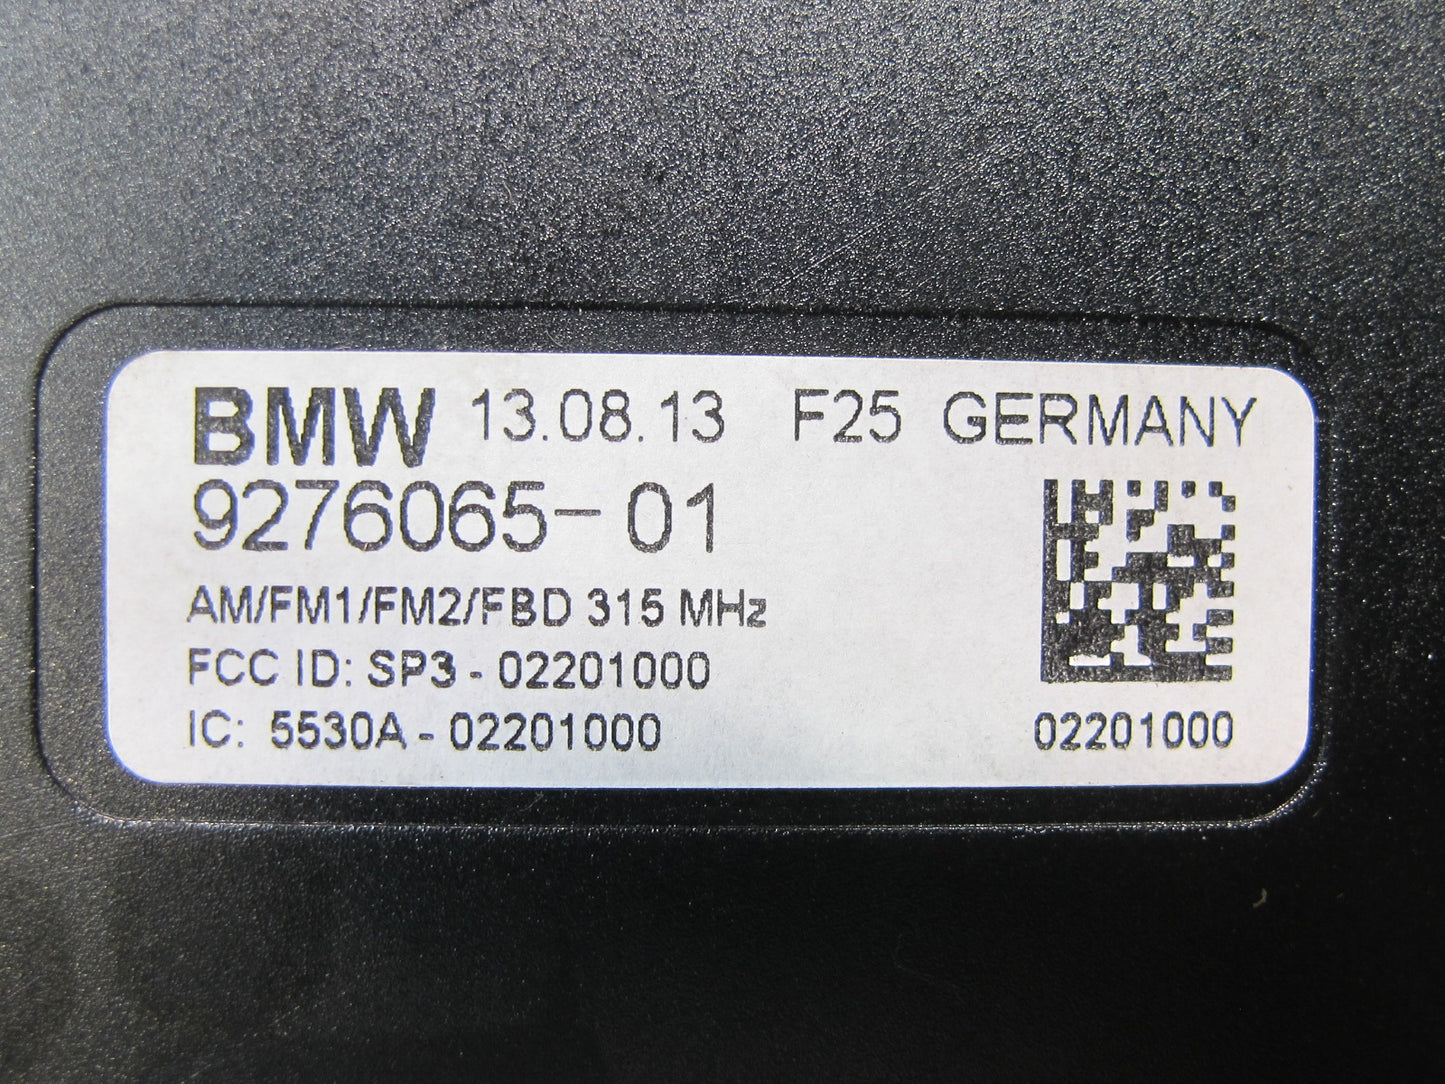 BMW 13.08.13 F25 GERMANY
9276065-01
AM/FM1/FM2/FBD 315 MHz
FCC ID: SP3 - 02201000
IC: 5530A - 02201000
02201000